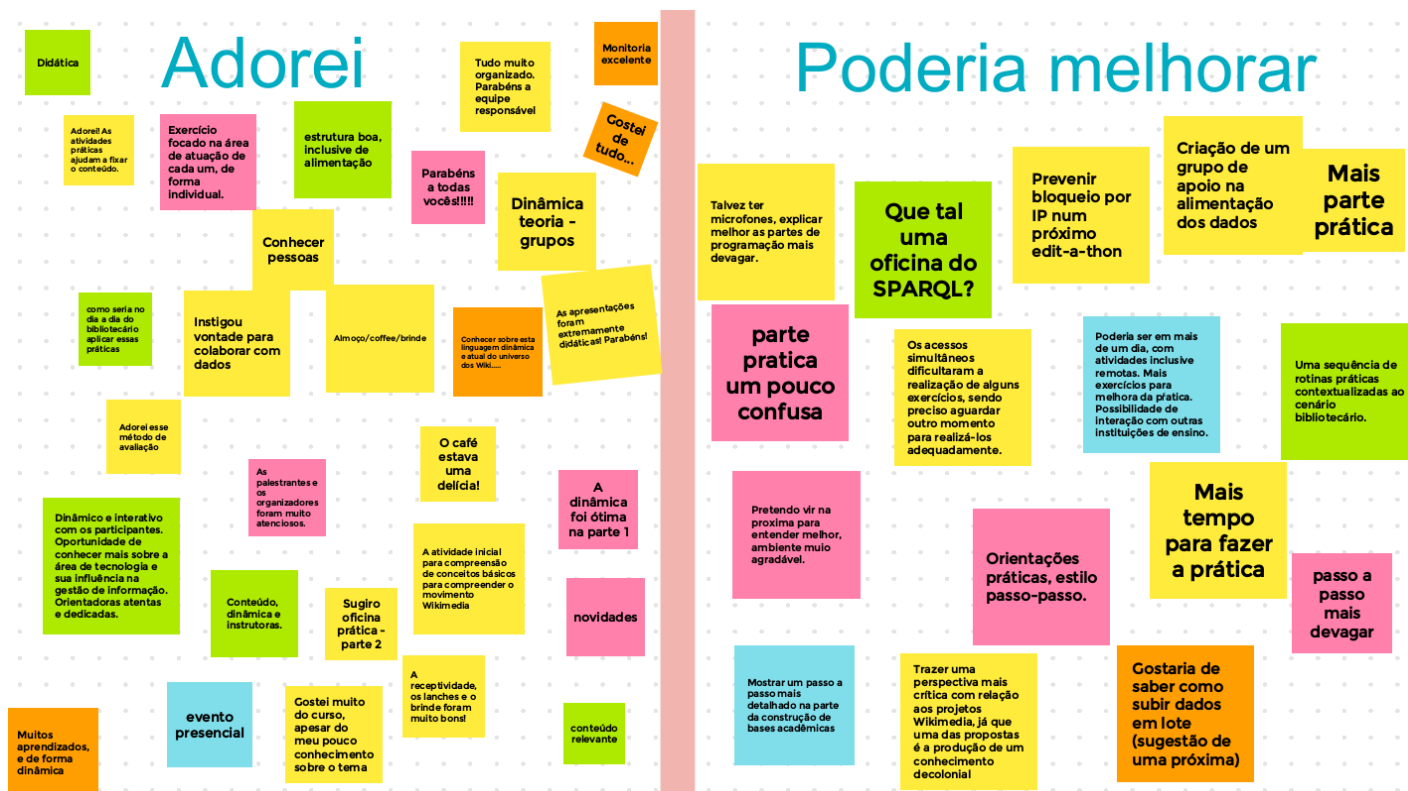 Adorei
Didática
Tudo muito
organizado.
Parabéns a
equipe
responsável
Monitoria
excelente
Adorei! As
atividades
práticas
ajudam a fixar
o conteúdo.
Exercício
focado na área
de atuação de
cada um, de
forma
individual.
estrutura boa,
inclusive de
alimentação
Gostei
de
tudo...
Parabéns
a todas
vocês!!!!!
Dinâmica
teoria -
grupos
Conhecer
pessoas
como seria no
dia a dia do
bibliotecário
aplicar essas
práticas
Instigou
vontade para
colaborar com
dados
Almoço/coffee/brinde
Conhecer sobre esta
linguagem dinâmica
e atual do universo
dos Wiki.....
As apresentações
foram
extremamente
didáticas! Parabéns!
Adorei esse
método de
avaliação
O café
estava
uma
delícia!
As
palestrantes e
os
organizadores
foram muito
atenciosos.
A
dinâmica
foi ótima
na parte 1
Dinâmico e interativo
com os participantes.
Oportunidade de
conhecer mais sobre a
área de tecnologia e
sua influência na
gestão de informação.
Orientadoras atentas
e dedicadas.
A atividade inicial
para compreensão
de conceitos básicos
para compreender o
movimento
Wikimedia
Conteúdo,
dinâmica e
instrutoras.
Sugiro
oficina
prática -
parte 2
novidades
A
receptividade,
os lanches e o
brinde foram
muito bons!
evento
presencial
Gostei muito
do curso,
apesar do
meu pouco
conhecimento
sobre o tema
conteúdo
relevante
Muitos
aprendizados,
e de forma
dinâmica
Poderia melhorar
Talvez ter
microfones, explicar
melhor as partes de
programação mais
devagar.
Que tal
uma
oficina do
SPARQL?
Prevenir
bloqueio por
IP num
próximo
edit-a-thon
Criação de um
grupo de
apoio na
alimentação
dos dados
Mais
parte
prática
parte
pratica
um pouco
confusa
Os acessos
simultâneos
dificultaram a
realização de alguns
exercícios, sendo
preciso aguardar
outro momento
para realizá-los
adequadamente.
Poderia ser em mais
de um dia, com
atividades inclusive
remotas. Mais
exercícios para
melhora da pŕatica.
Possibilidade de
interação com outras
instituições de ensino.
Uma sequência de
rotinas práticas
contextualizadas ao
cenário
bibliotecário.
Pretendo vir na
proxima para
entender melhor,
ambiente muio
agradável.
Orientações
práticas, estilo
passo-passo.
Mais
tempo
para fazer
a prática
passo a
passo
mais
devagar
Mostrar um passo a
passo mais
detalhado na parte
da construção de
bases acadêmicas
Trazer uma
perspectiva mais
crítica com relação
aos projetos
Wikimedia, já que
uma das propostas
é a produção de um
conhecimento
decolonial
Gostaria de
saber como
subir dados
em lote
(sugestão de
uma próxima)